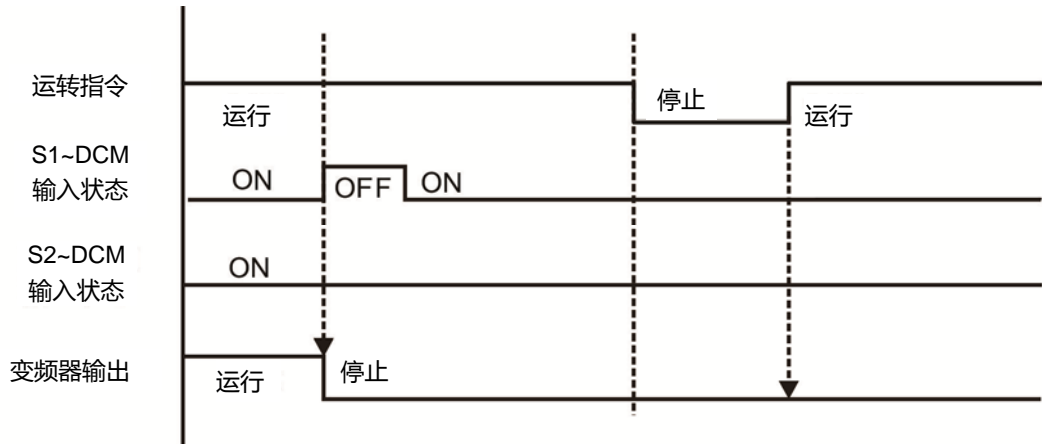 运转指令
运行
停止
运行
S1~DCM
输入状态
ON
OFF
ON
S2~DCM
输入状态
ON
变频器输出
运行
停止